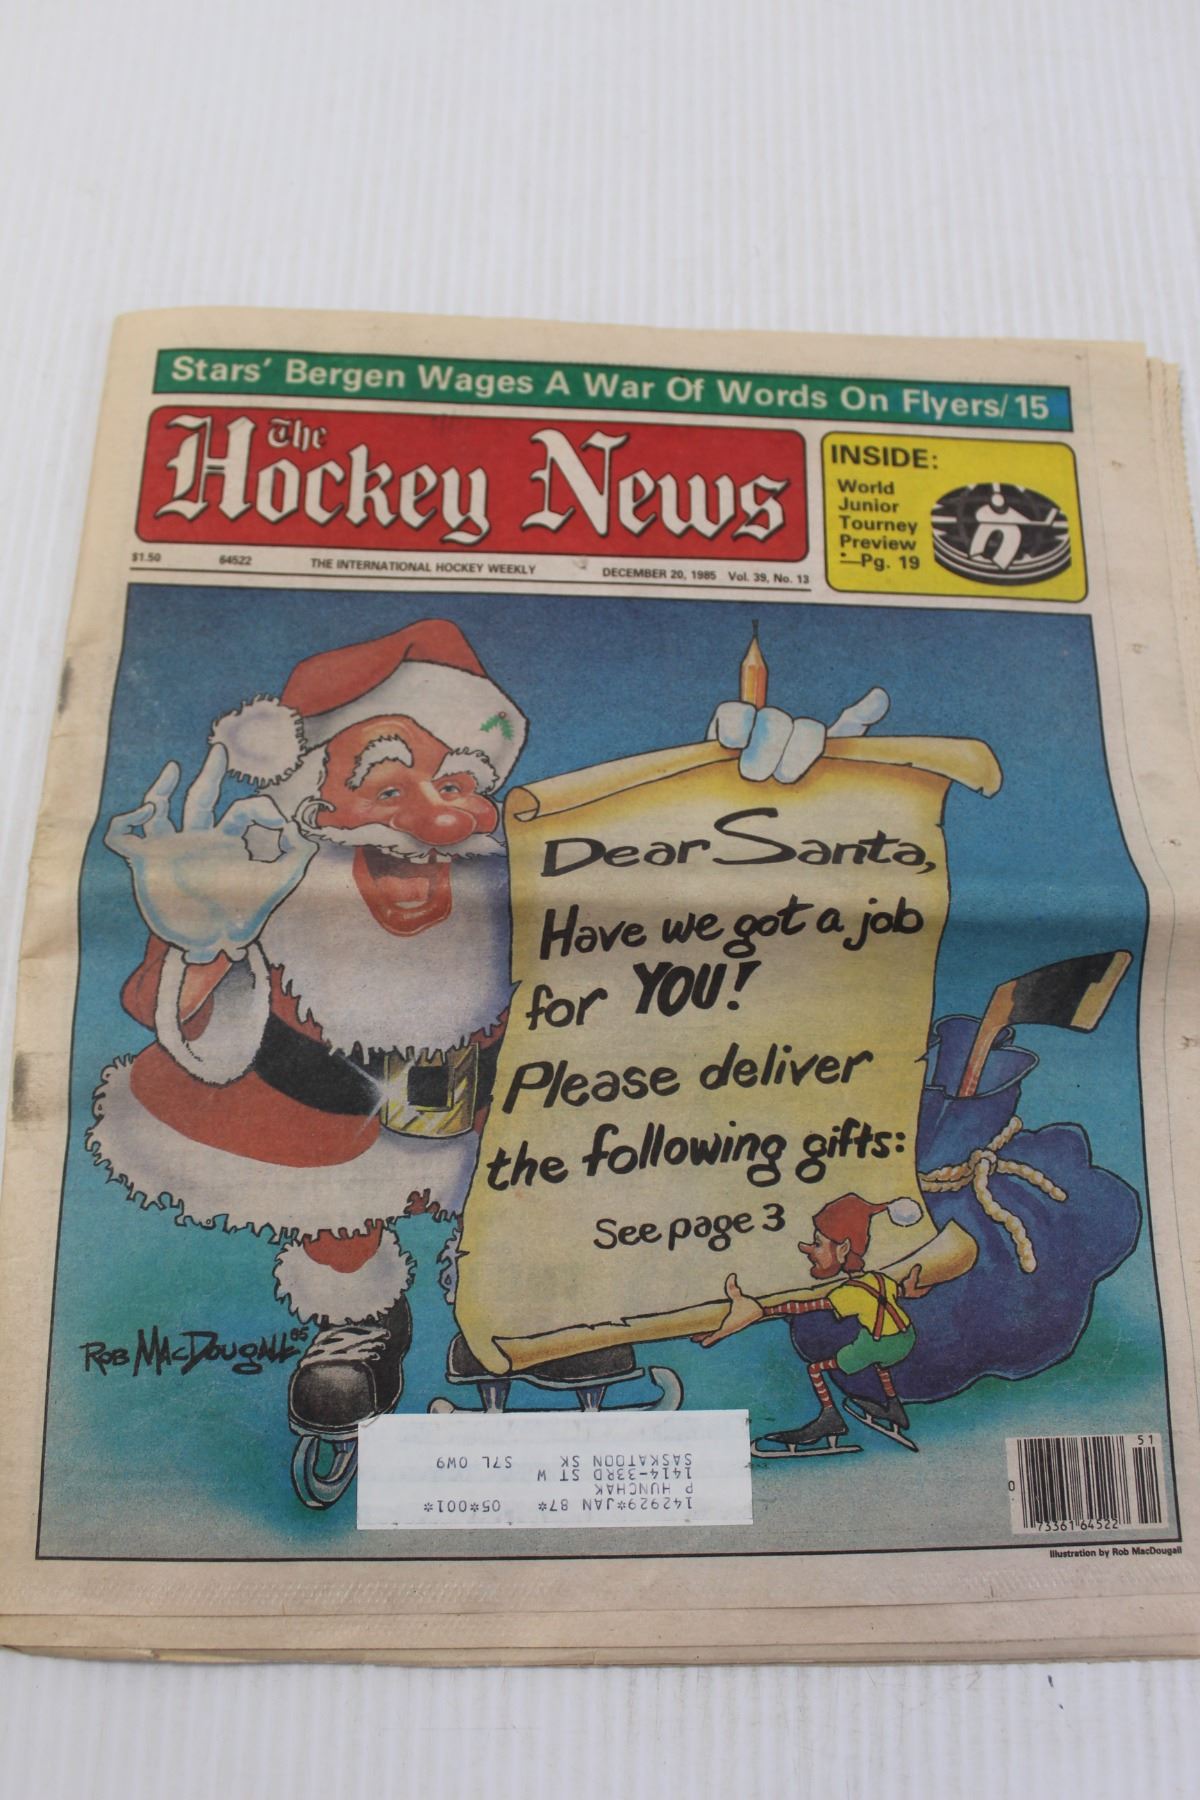 Stars' Bergen Wages A War Of Words On Flyers/15
The
Hockey News
INSIDE:
World
Junior
Tourney
Preview
—Pg. 19
$1.50 64522 THE INTERNATIONAL HOCKEY WEEKLY DECEMBER 20, 1985 Vol. 39, No. 13
Dear Santa,
Have we got a job
for YOU!
Please deliver
the following gifts:
See page 3
Rob MacDougall 85
142929*JAN 87* 05*001*
P HUNCHAK
1414-33RD ST W
SASKATOON SK S7L 0W9
51
0 73361 64522
Illustration by Rob MacDougall